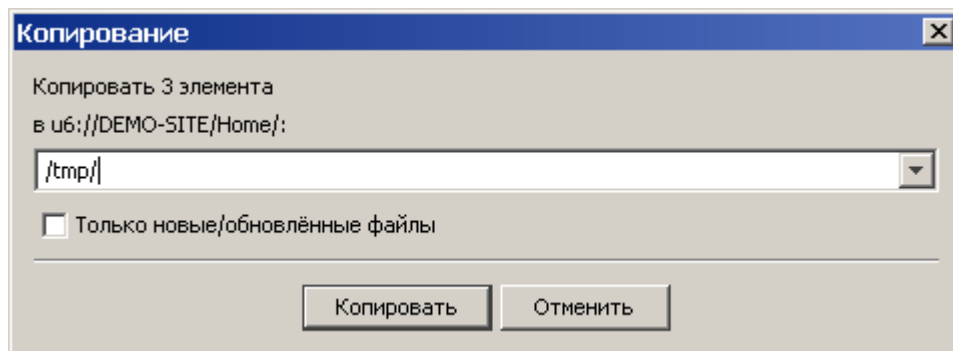 Копирование
Копировать 3 элемента
в u6://DEMO-SITE/Home/:
/tmp/
Только новые/обновлённые файлы
Копировать Отменить